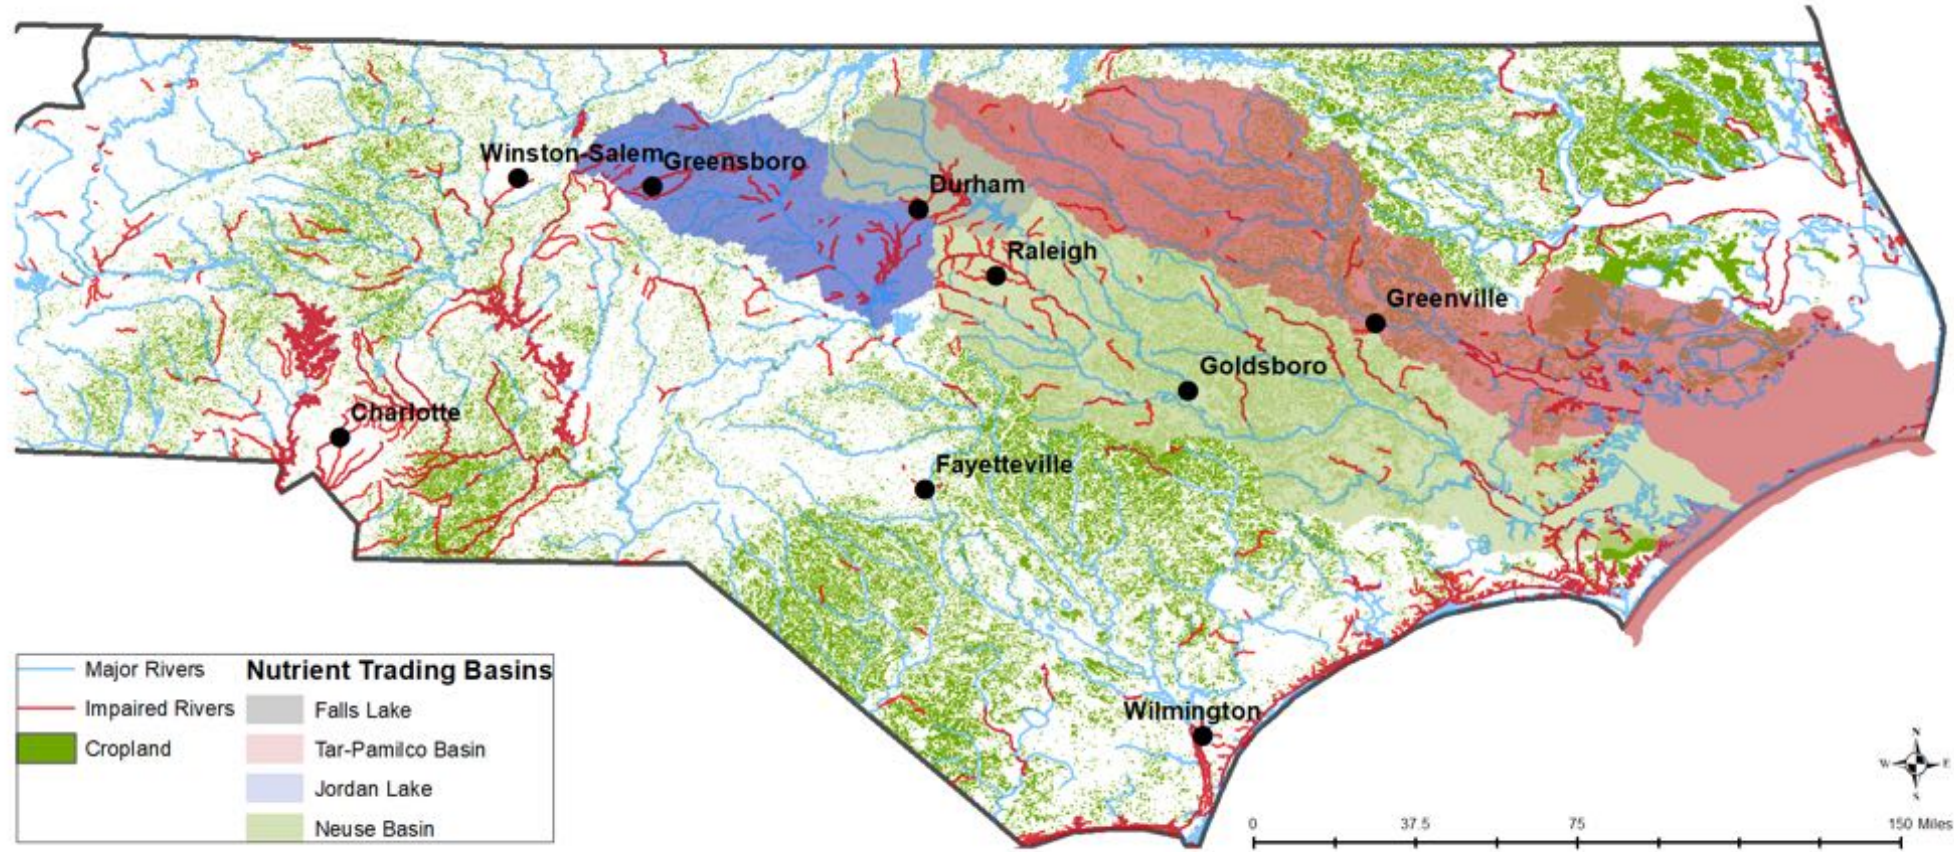 Winston-Salem
Greensboro
Durham
Raleigh
Greenville
Goldsboro
Charlotte
Fayetteville
Wilmington
Major Rivers
Impaired Rivers
Cropland
Nutrient Trading Basins
Falls Lake
Tar-Pamilco Basin
Jordan Lake
Neuse Basin
N
W E
S
0 37.5 75 150 Miles